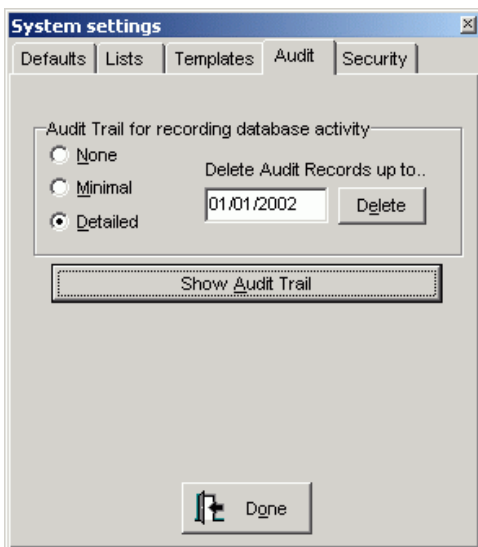 System settings
Defaults Lists Templates Audit Security
Audit Trail for recording database activity
None
Delete Audit Records up to..
Minimal
01/01/2002 Delete
Detailed
Show Audit Trail
Done